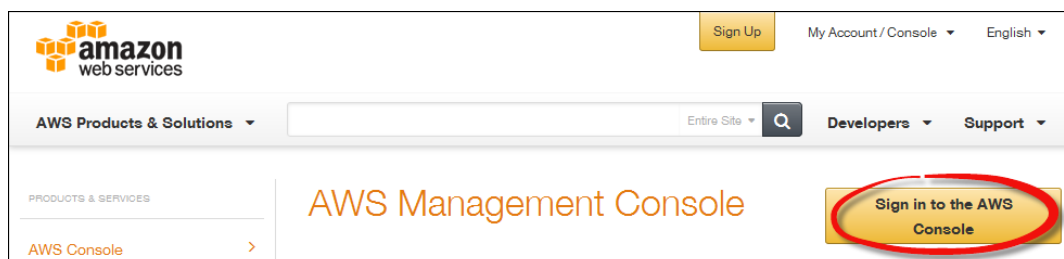 amazon
web services
Sign Up
My Account / Console
English
AWS Products & Solutions
Entire Site
Developers
Support
PRODUCTS & SERVICES
AWS Console
AWS Management Console
Sign in to the AWS
Console